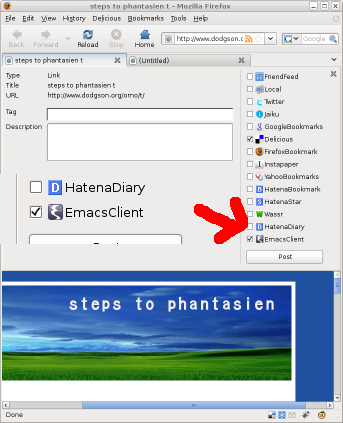 steps to phantasien t - Mozilla Firefox
File Edit View History Delicious Bookmarks Tools Help
Back Forward Reload Stop Home http://www.dodgson. Google
steps to phantasien t (Untitled)
Type Link
Title steps to phantasien t
URL http://www.dodgson.org/omo/t/
Tag
Description
HatenaDiary
EmacsClient
FriendFeed
Local
Twitter
Jaiku
GoogleBookmarks
Delicious
FirefoxBookmark
Instapaper
YahooBookmarks
HatenaBookmark
HatenaStar
Wassr
HatenaDiary
EmacsClient
Post
steps to phantasien
Done